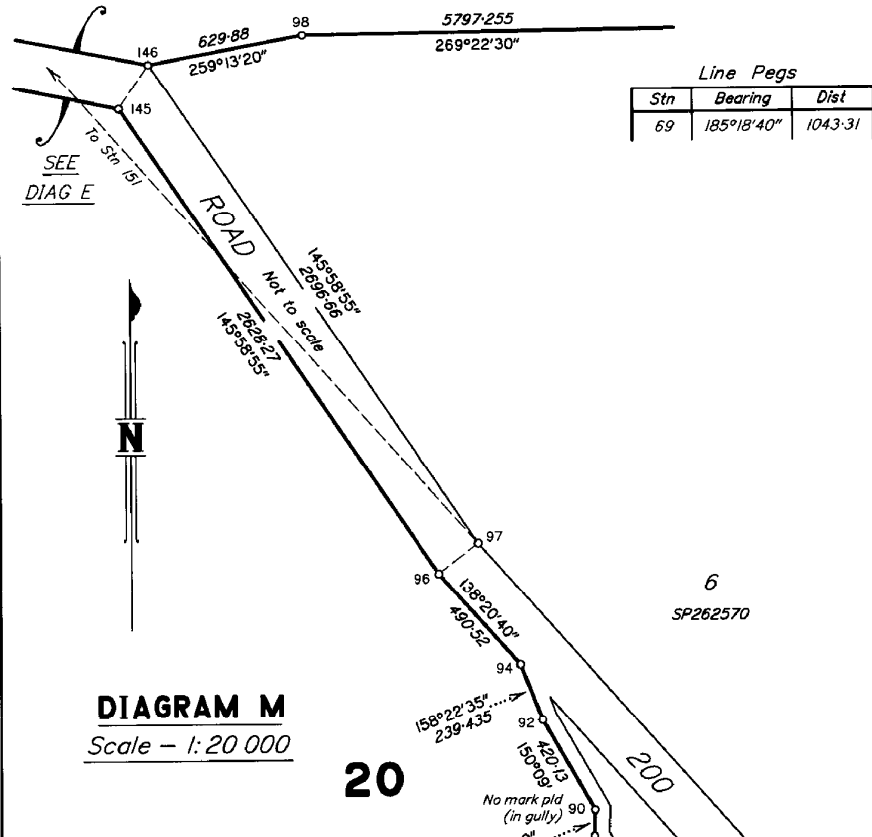 5797·255
98
629·88
269°22'30"
146
259°13'20"
Line Pegs
Stn Bearing Dist
69 185°18'40" 1043·31
145
To Stn 151
SEE
DIAG E
ROAD
Not to scale
145°58'55"
2696·66
2628·27
145°58'55"
N
97
96
138°20'40"
490·52
6
SP262570
94
DIAGRAM M
Scale - 1:20 000
158°22'35"
239·435
92
420·13
150°09'
20
200
No mark pld
(in gully)
90